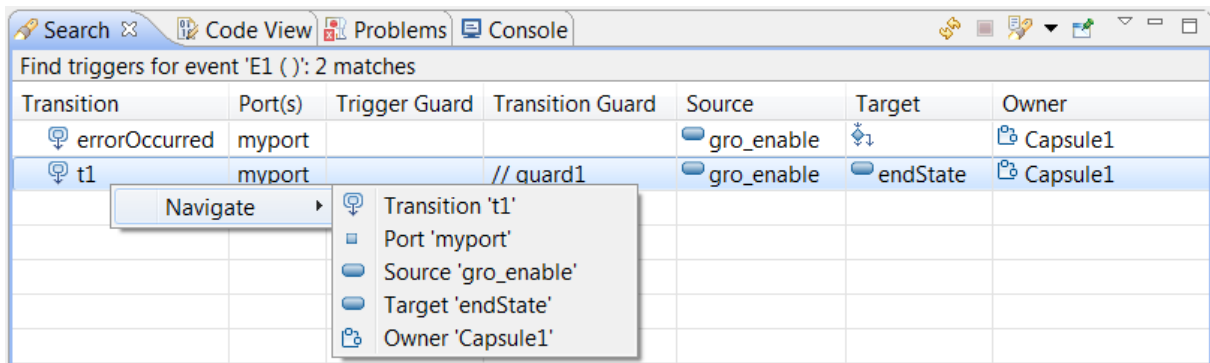 Search Code View Problems Console
Find triggers for event 'E1 ( )': 2 matches
Transition Port(s) Trigger Guard Transition Guard Source Target Owner
errorOccurred myport gro_enable Capsule1
t1 myport // guard1 gro_enable endState Capsule1
Navigate
Transition 't1'
Port 'myport'
Source 'gro_enable'
Target 'endState'
Owner 'Capsule1'